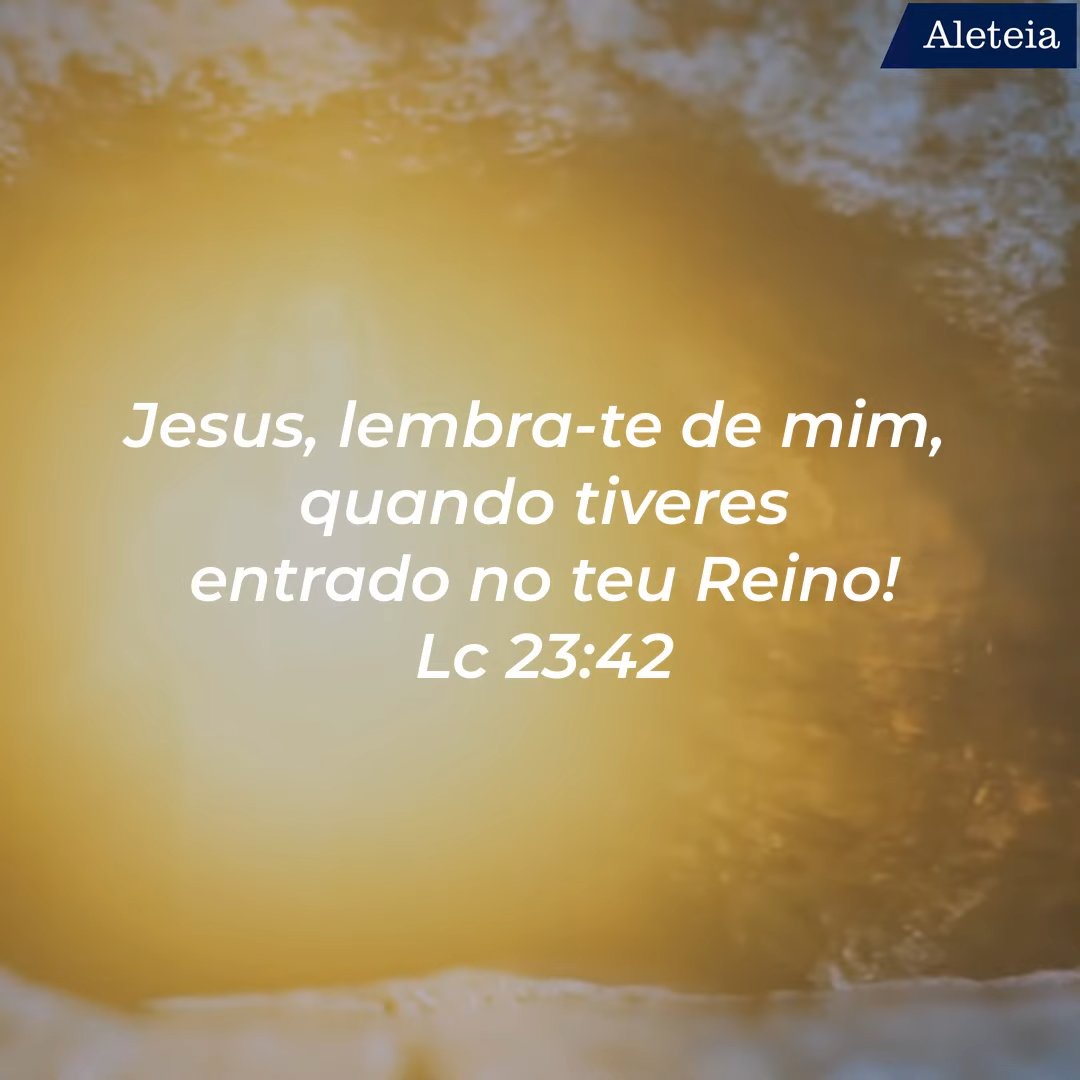 Aleteia
Jesus, lembra-te de mim,
quando tiveres
entrado no teu Reino!
Lc 23:42